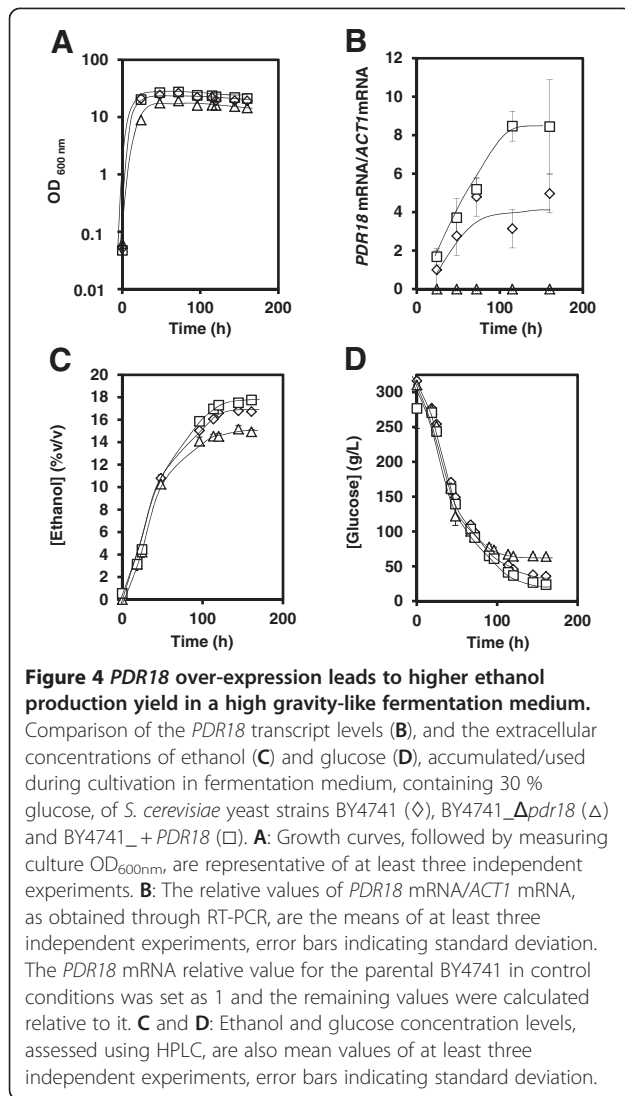 A
B
100
10
1
0.1
0.01
OD 600 nm
0
100
200
Time (h)
12
10
8
6
4
2
0
PDR18 mRNA/ACT1 mRNA
0
100
200
Time (h)
C
D
18
16
14
12
10
8
6
4
2
0
[Ethanol] (%v/v)
0
100
200
Time (h)
300
250
200
150
100
50
0
[Glucose] (g/L)
0
100
200
Time (h)
Figure 4 PDR18 over-expression leads to higher ethanol
production yield in a high gravity-like fermentation medium.
Comparison of the PDR18 transcript levels (B), and the extracellular
concentrations of ethanol (C) and glucose (D), accumulated/used
during cultivation in fermentation medium, containing 30 %
glucose, of S. cerevisiae yeast strains BY4741 (◊), BY4741_Δpdr18 (△)
and BY4741_ + PDR18 (□). A: Growth curves, followed by measuring
culture OD600nm, are representative of at least three independent
experiments. B: The relative values of PDR18 mRNA/ACT1 mRNA,
as obtained through RT-PCR, are the means of at least three
independent experiments, error bars indicating standard deviation.
The PDR18 mRNA relative value for the parental BY4741 in control
conditions was set as 1 and the remaining values were calculated
relative to it. C and D: Ethanol and glucose concentration levels,
assessed using HPLC, are also mean values of at least three
independent experiments, error bars indicating standard deviation.